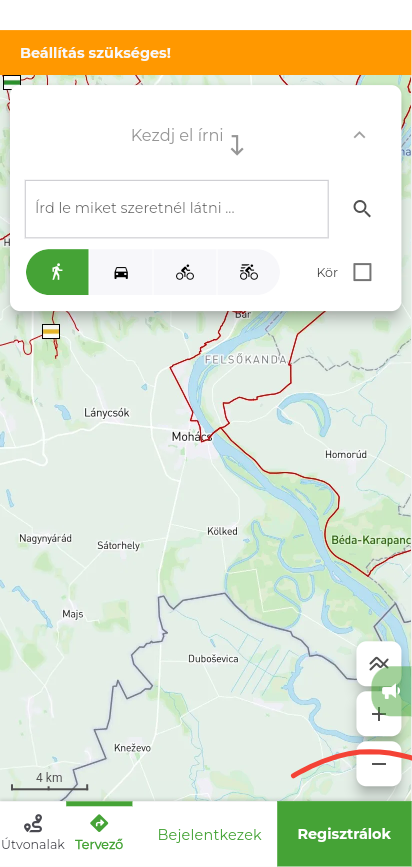 Beállítás szükséges!
Kezdj el írni
Írd le miket szeretnél látni ...
Kör
Bár
FELSŐKANDA
Lánycsók
Mohács
Homorúd
Kölked
Nagynyárád
Sátorhely
Béda-Karapanc
Majs
Duboševica
Kneževo
4 km
Útvonalak
Tervező
Bejelentkezek
Regisztrálok